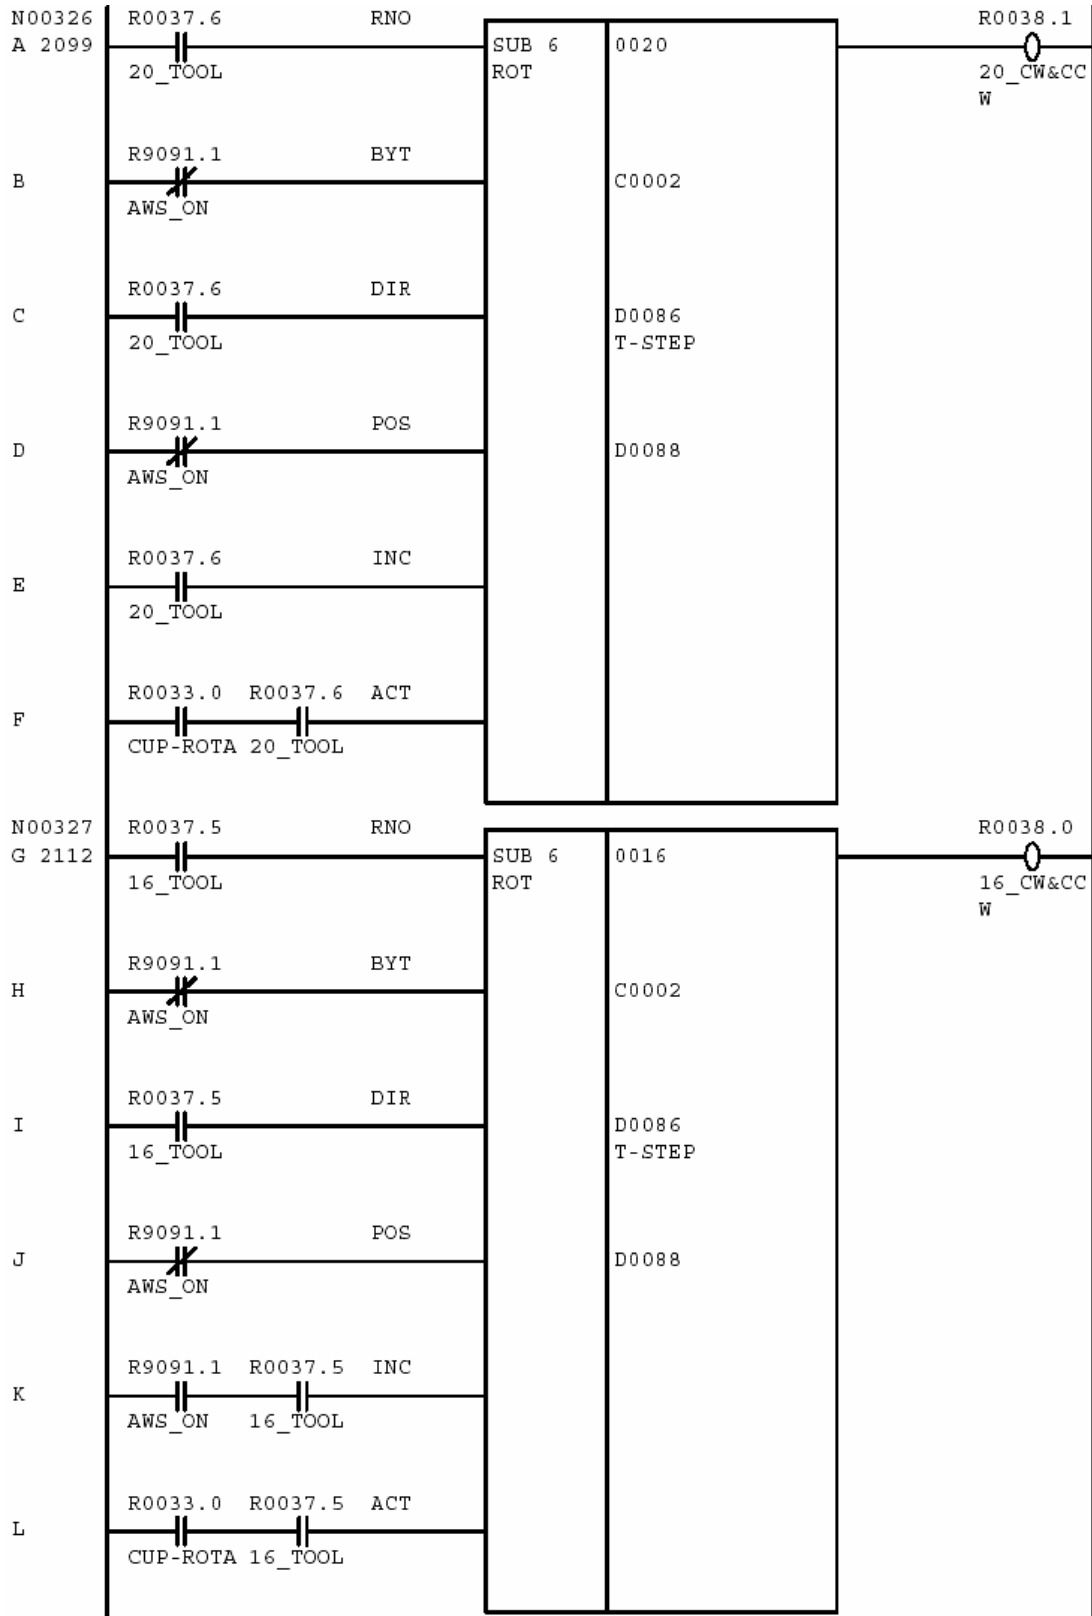 N00326 R0037.6 RNO R0038.1
A 2099 SUB 6 0020
20_TOOL ROT 20_CW&CC
W
R9091.1 BYT
B C0002
AWS_ON
R0037.6 DIR
C D0086
20_TOOL T-STEP
R9091.1 POS
D D0088
AWS_ON
R0037.6 INC
E
20_TOOL
R0033.0 R0037.6 ACT
F
CUP-ROTA 20_TOOL
N00327 R0037.5 RNO R0038.0
G 2112 SUB 6 0016
16_TOOL ROT 16_CW&CC
W
R9091.1 BYT
H C0002
AWS_ON
R0037.5 DIR
I D0086
16_TOOL T-STEP
R9091.1 POS
J D0088
AWS_ON
R9091.1 R0037.5 INC
K
AWS_ON 16_TOOL
R0033.0 R0037.5 ACT
L
CUP-ROTA 16_TOOL